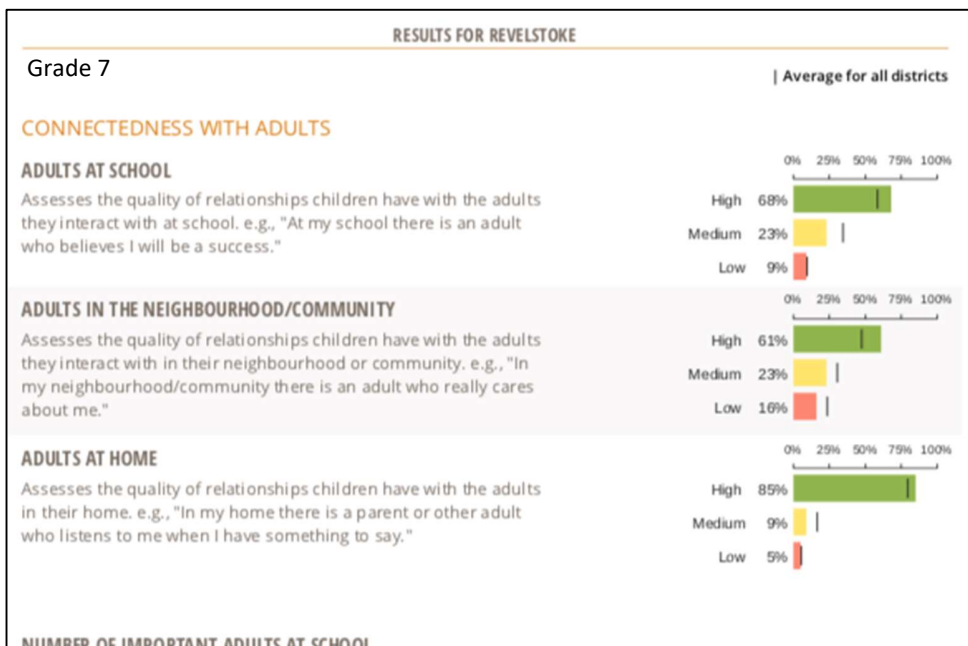 RESULTS FOR REVELSTOKE
Grade 7
| Average for all districts
CONNECTEDNESS WITH ADULTS
ADULTS AT SCHOOL
Assesses the quality of relationships children have with the adults
they interact with at school. e.g., "At my school there is an adult
who believes I will be a success."
0% 25% 50% 75% 100%
High 68%
Medium 23%
Low 9%
ADULTS IN THE NEIGHBOURHOOD/COMMUNITY
Assesses the quality of relationships children have with the adults
they interact with in their neighbourhood or community. e.g., "In
my neighbourhood/community there is an adult who really cares
about me."
0% 25% 50% 75% 100%
High 61%
Medium 23%
Low 16%
ADULTS AT HOME
Assesses the quality of relationships children have with the adults
in their home. e.g., "In my home there is a parent or other adult
who listens to me when I have something to say."
0% 25% 50% 75% 100%
High 85%
Medium 9%
Low 5%
NUMBER OF IMPORTANT ADULTS AT SCHOOL